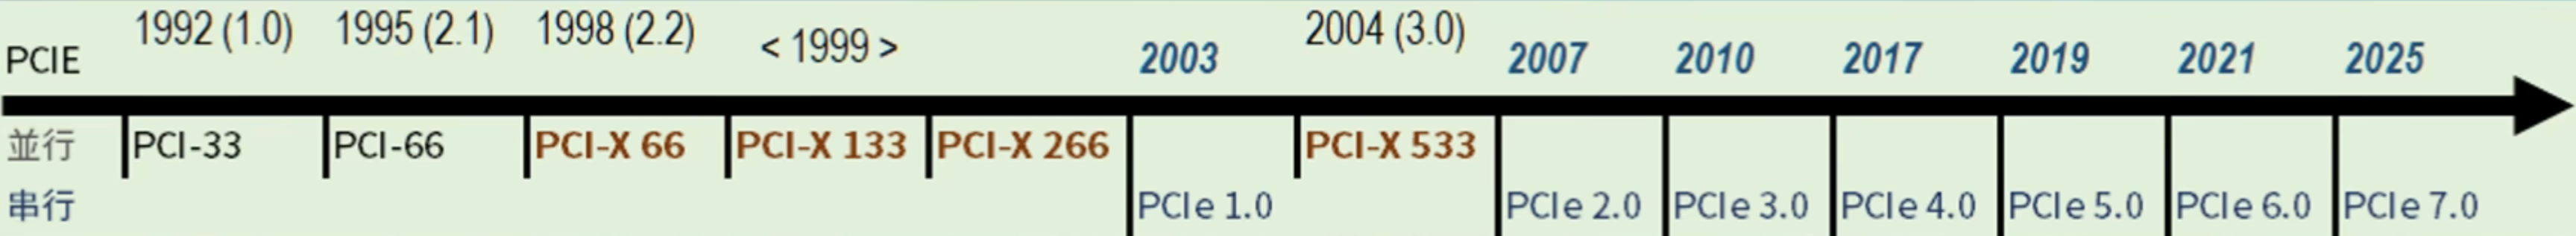 1992 (1.0) 1995 (2.1) 1998 (2.2) < 1999 > 2004 (3.0)
PCIE 2003 2007 2010 2017 2019 2021 2025
並行 PCI-33 PCI-66 PCI-X 66 PCI-X 133 PCI-X 266 PCI-X 533
串行 PCIe 1.0 PCIe 2.0 PCIe 3.0 PCIe 4.0 PCIe 5.0 PCIe 6.0 PCIe 7.0